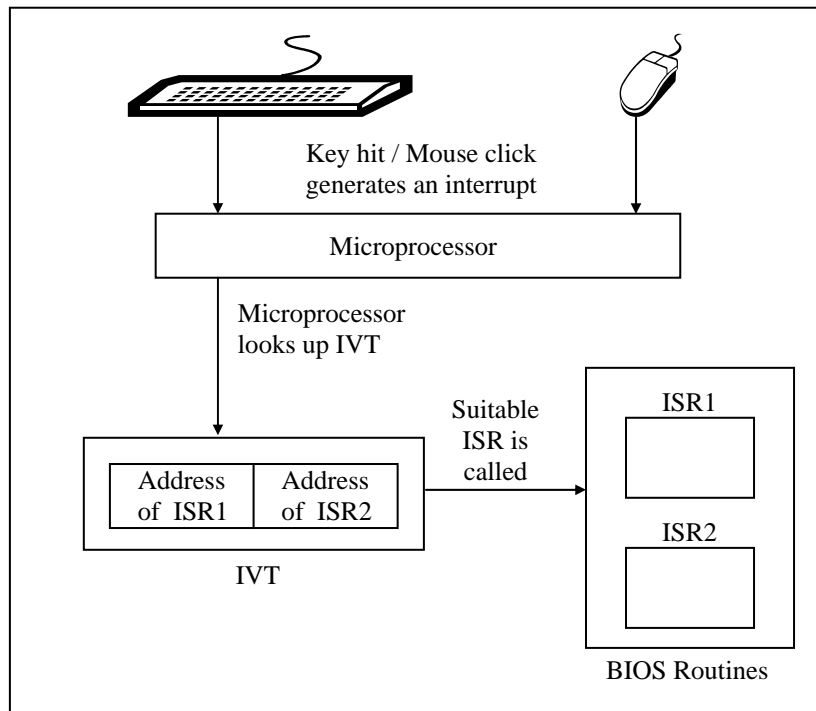 Key hit / Mouse click
generates an interrupt
Microprocessor
Microprocessor
looks up IVT
Suitable
ISR is
called
ISR1
Address
of ISR1
Address
of ISR2
ISR2
IVT
BIOS Routines